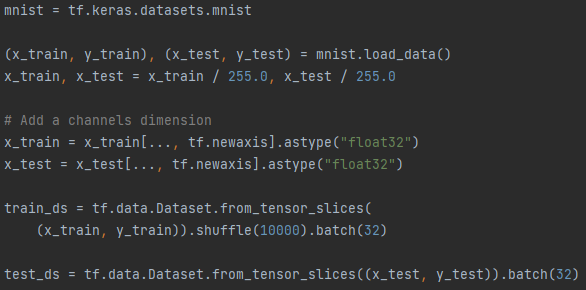 mnist = tf.keras.datasets.mnist
(x_train, y_train), (x_test, y_test) = mnist.load_data()
x_train, x_test = x_train / 255.0, x_test / 255.0
# Add a channels dimension
x_train = x_train[..., tf.newaxis].astype("float32")
x_test = x_test[..., tf.newaxis].astype("float32")
train_ds = tf.data.Dataset.from_tensor_slices(
    (x_train, y_train)).shuffle(10000).batch(32)
test_ds = tf.data.Dataset.from_tensor_slices((x_test, y_test)).batch(32)